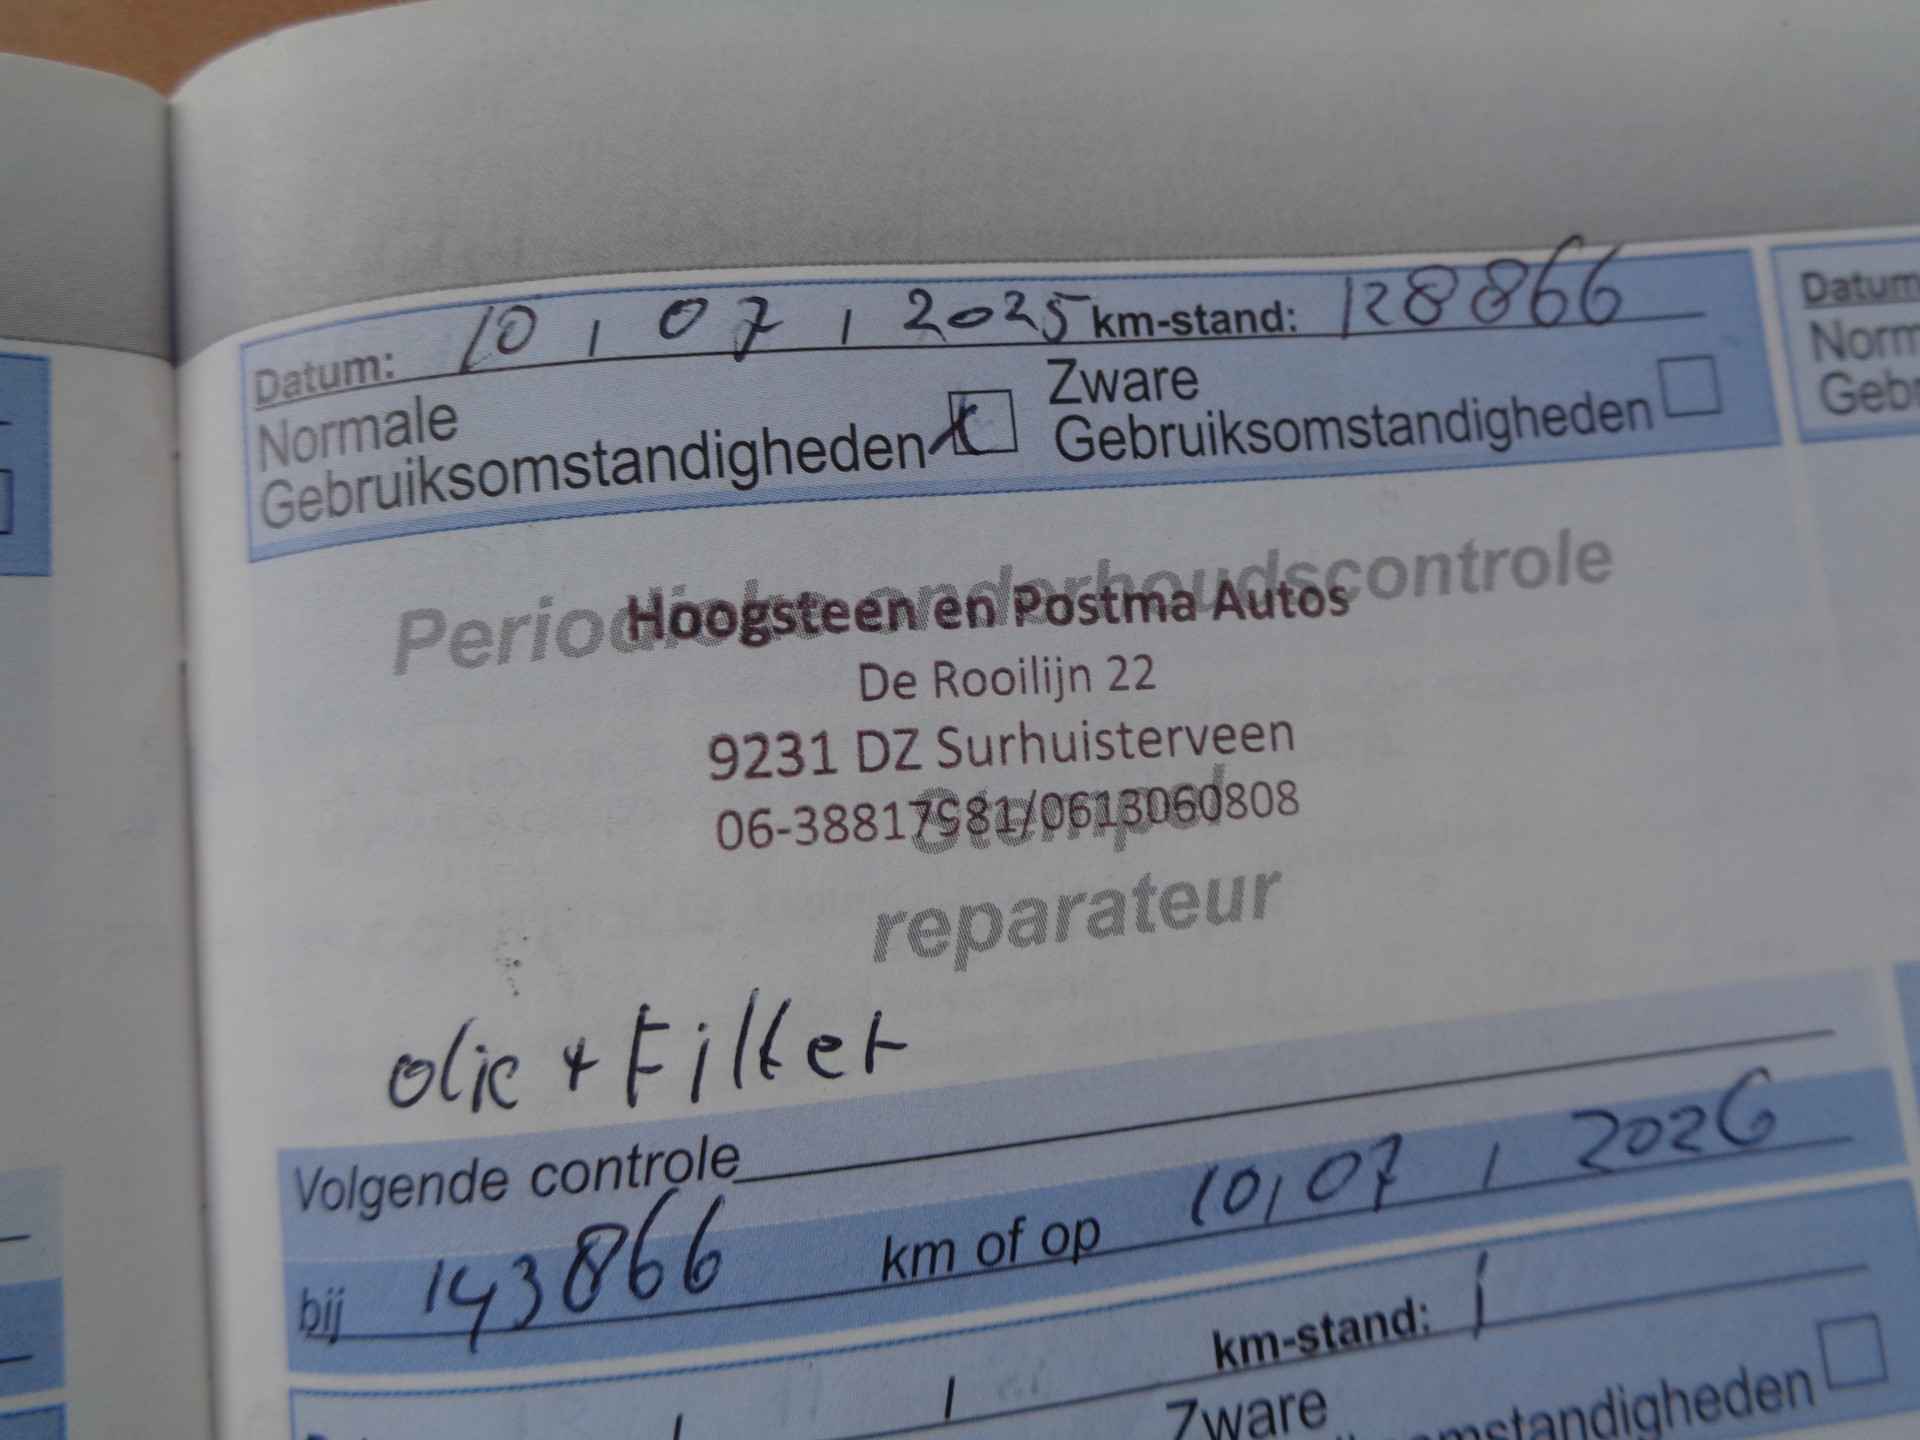 Datum: 10 / 07 / 2025 km-stand: 128866
Normale Gebruiksomstandigheden x
Zware Gebruiksomstandigheden
Datum
Norm
Gebr
Periodieke onderhoudscontrole
Hoogsteen en Postma Autos
De Rooilijn 22
9231 DZ Surhuisterveen
06-38817581/0613060808
Stempel
reparateur
olie + Filter
Volgende controle
bij 143866 km of op 10 / 07 / 2026
/ / km-stand: 1
Zware
standigheden